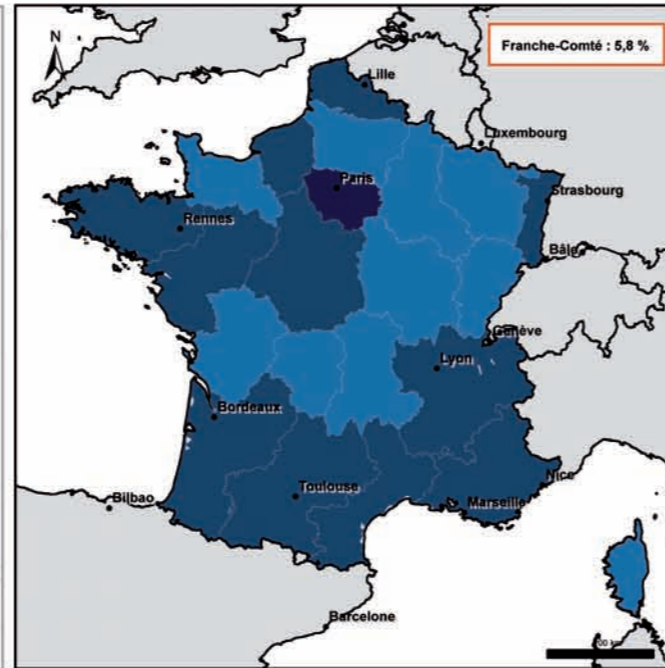 N
Franche-Comté : 5,8 %
Lille
Luxembourg
Paris
Strasbourg
Rennes
Bâle
Genève
Lyon
Bordeaux
Toulouse
Nice
Marseille
Bilbao
Barcelone